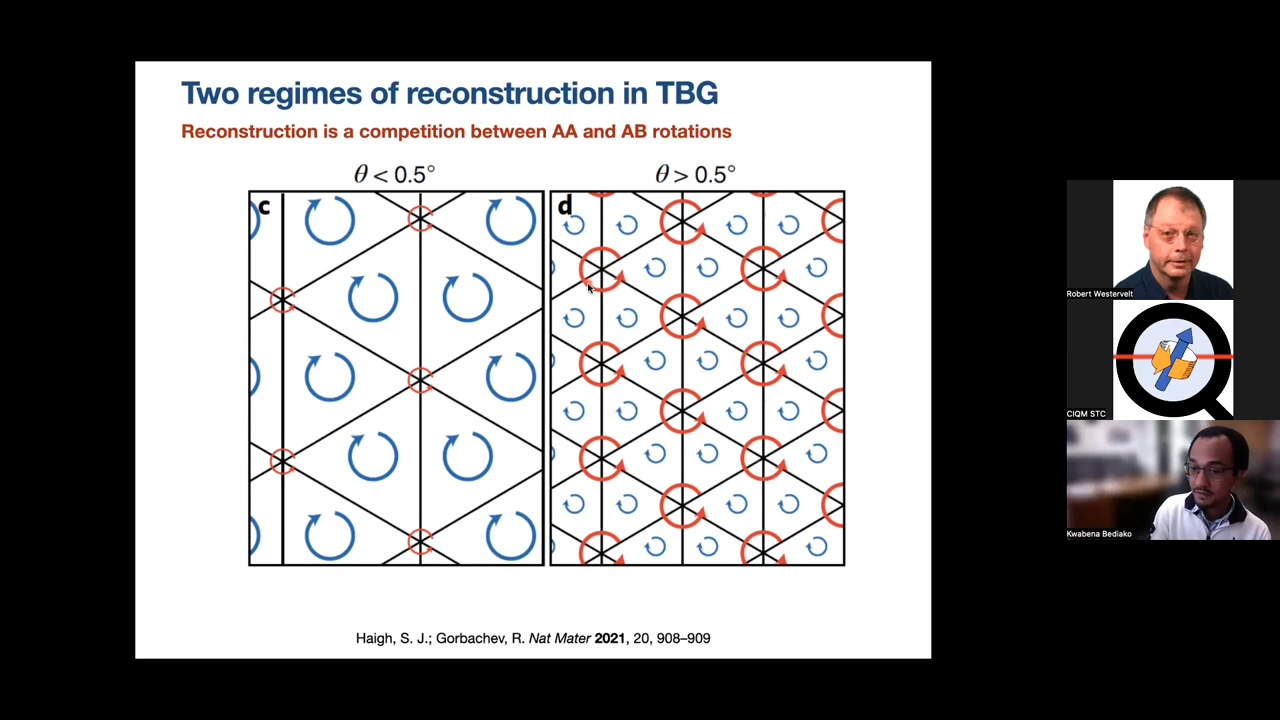 Two regimes of reconstruction in TBG
Reconstruction is a competition between AA and AB rotations
θ < 0.5°
θ > 0.5°
c
d
Haigh, S. J.; Gorbachev, R. Nat Mater 2021, 20, 908–909
Robert Westervelt
CIQM STC
Kwabena Bediako